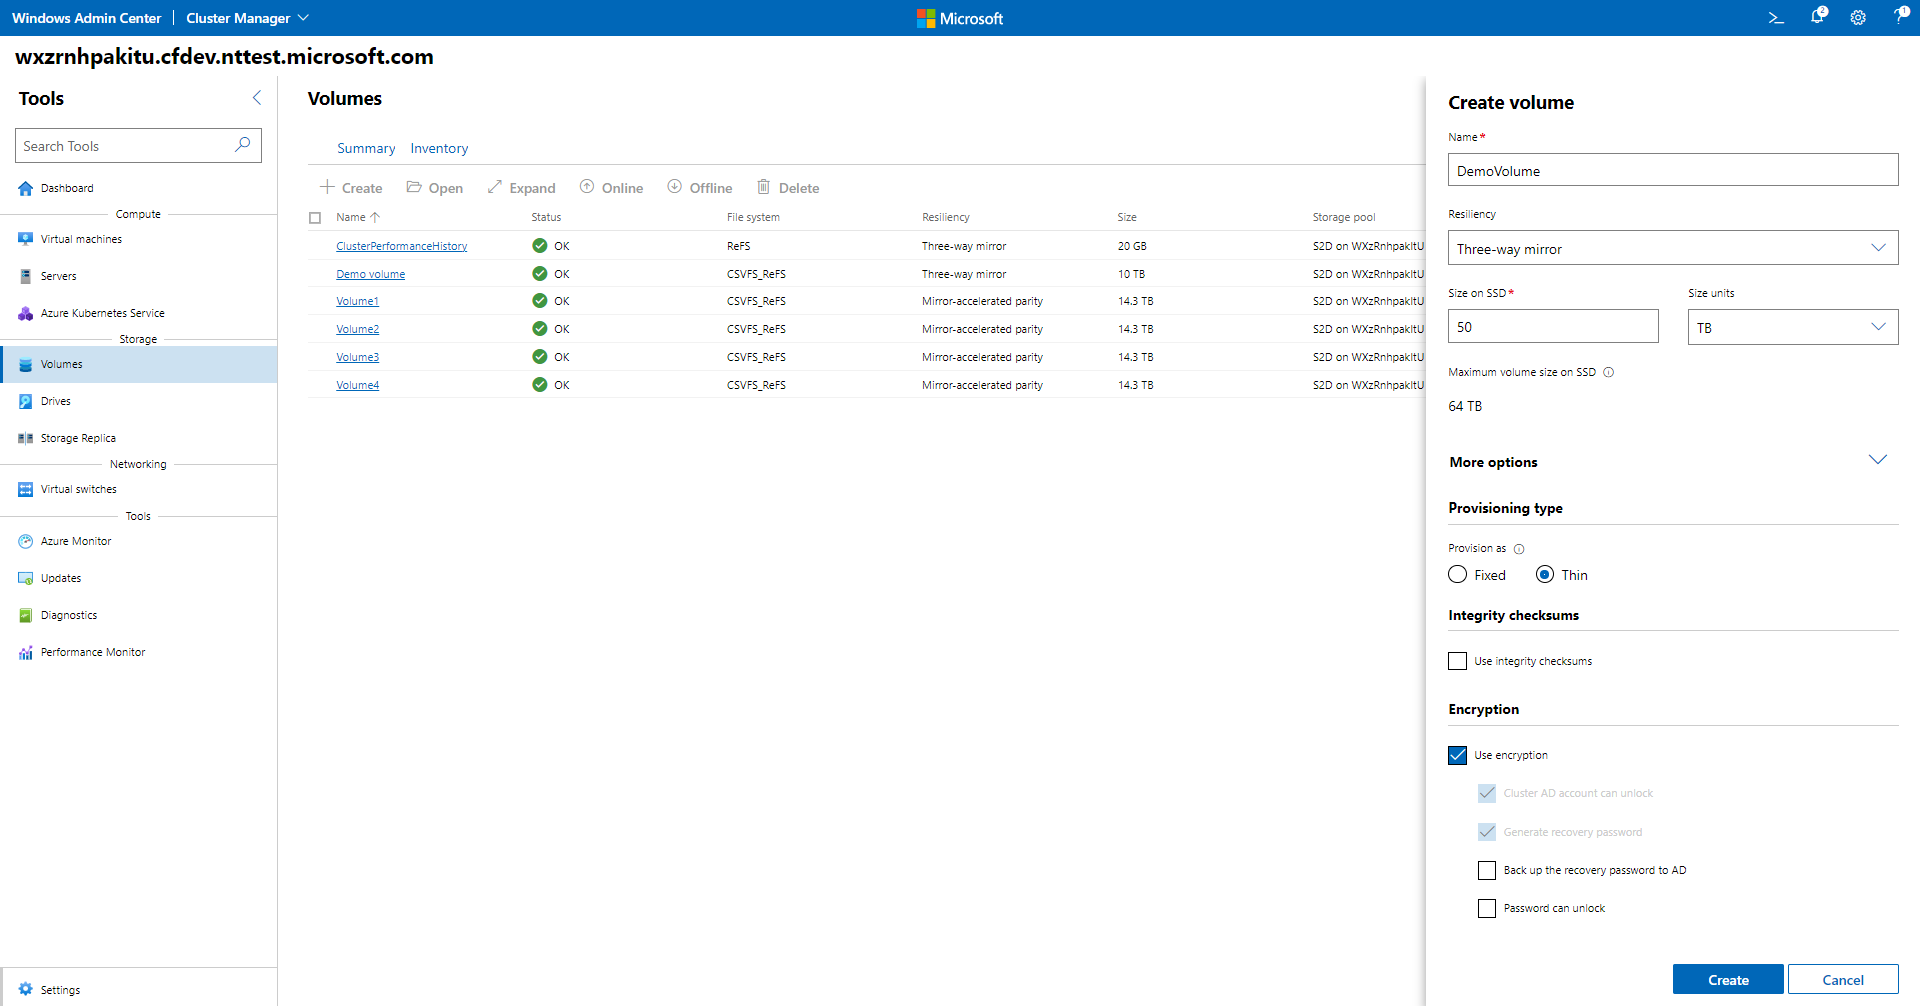 Windows Admin Center | Cluster Manager
Microsoft
2
1
wxzrnhpakitu.cfdev.nttest.microsoft.com
Tools
Search Tools
Dashboard
Compute
Virtual machines
Servers
Azure Kubernetes Service
Storage
Volumes
Drives
Storage Replica
Networking
Virtual switches
Tools
Azure Monitor
Updates
Diagnostics
Performance Monitor
Settings
Volumes
Summary Inventory
Create Open Expand Online Offline Delete
Name Status File system Resiliency Size Storage pool
ClusterPerformanceHistory OK ReFS Three-way mirror 20 GB S2D on WXzRnhpakItU
Demo volume OK CSVFS_ReFS Three-way mirror 10 TB S2D on WXzRnhpakItU
Volume1 OK CSVFS_ReFS Mirror-accelerated parity 14.3 TB S2D on WXzRnhpakItU
Volume2 OK CSVFS_ReFS Mirror-accelerated parity 14.3 TB S2D on WXzRnhpakItU
Volume3 OK CSVFS_ReFS Mirror-accelerated parity 14.3 TB S2D on WXzRnhpakItU
Volume4 OK CSVFS_ReFS Mirror-accelerated parity 14.3 TB S2D on WXzRnhpakItU
Create volume
Name*
DemoVolume
Resiliency
Three-way mirror
Size on SSD* Size units
50 TB
Maximum volume size on SSD
64 TB
More options
Provisioning type
Provision as
Fixed Thin
Integrity checksums
Use integrity checksums
Encryption
Use encryption
Cluster AD account can unlock
Generate recovery password
Back up the recovery password to AD
Password can unlock
Create Cancel